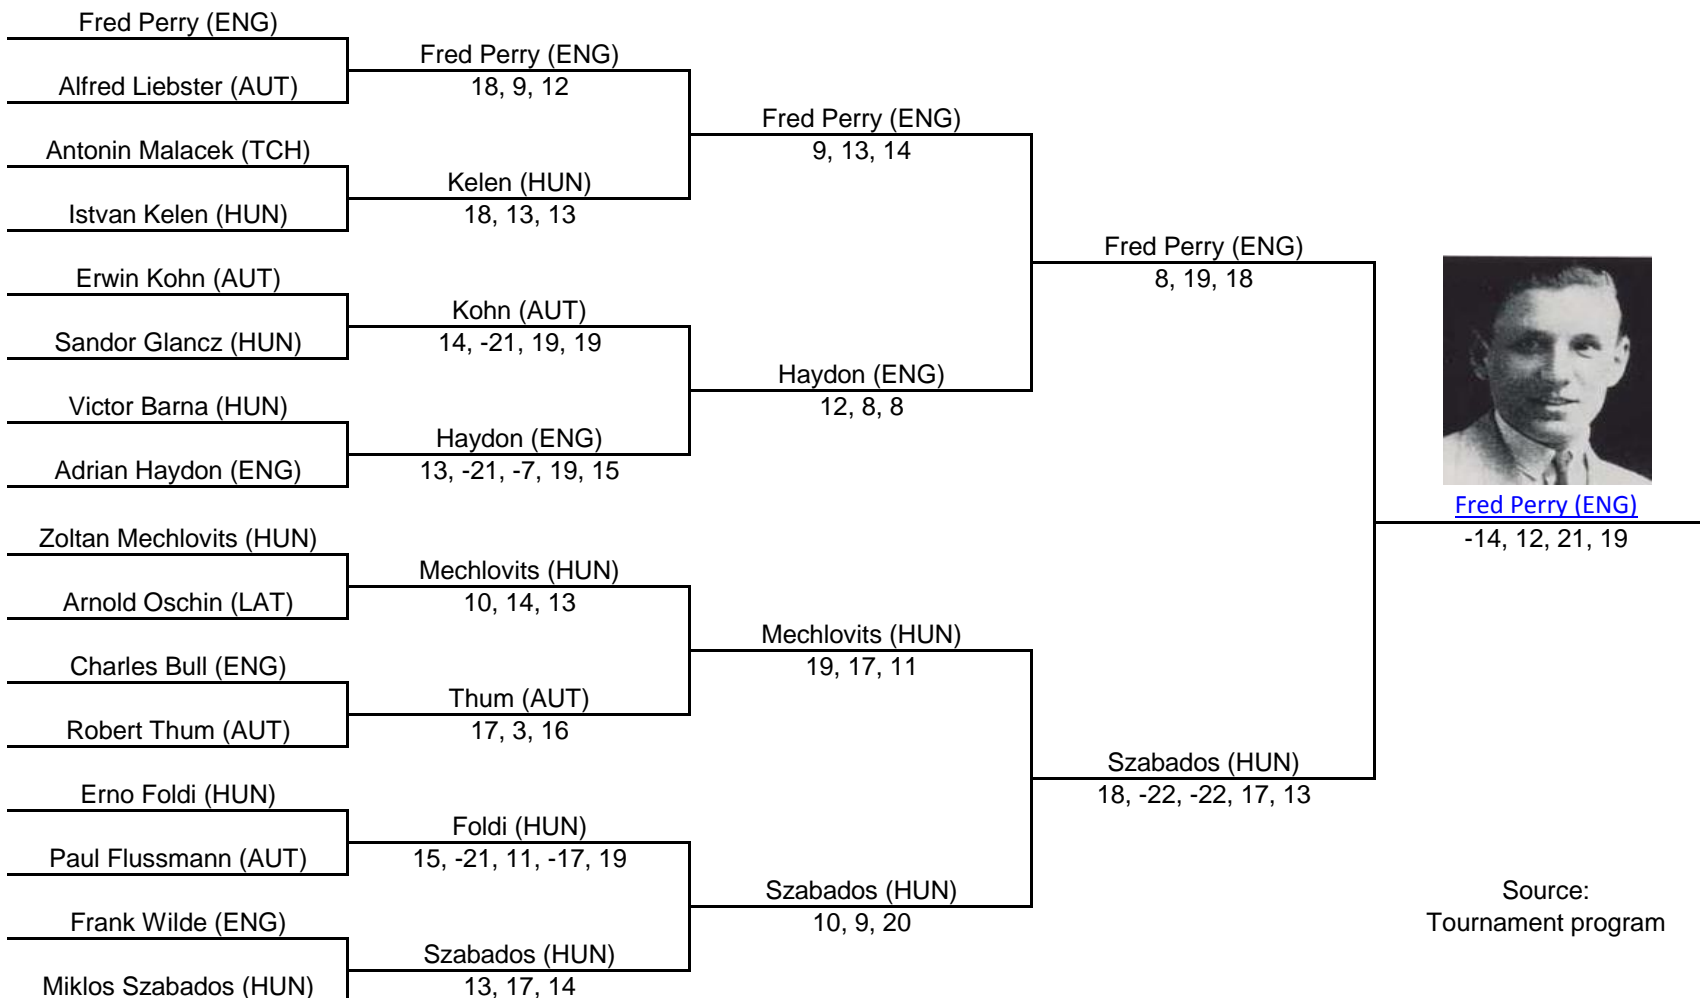 Fred Perry (ENG)
Alfred Liebster (AUT)
Antonin Malacek (TCH)
Istvan Kelen (HUN)
Erwin Kohn (AUT)
Sandor Glancz (HUN)
Victor Barna (HUN)
Adrian Haydon (ENG)
Zoltan Mechlovits (HUN)
Arnold Oschin (LAT)
Charles Bull (ENG)
Robert Thum (AUT)
Erno Foldi (HUN)
Paul Flussmann (AUT)
Frank Wilde (ENG)
Miklos Szabados (HUN)
Fred Perry (ENG)
18, 9, 12
Kelen (HUN)
18, 13, 13
Kohn (AUT)
14, -21, 19, 19
Haydon (ENG)
13, -21, -7, 19, 15
Mechlovits (HUN)
10, 14, 13
Thum (AUT)
17, 3, 16
Foldi (HUN)
15, -21, 11, -17, 19
Szabados (HUN)
13, 17, 14
Fred Perry (ENG)
9, 13, 14
Haydon (ENG)
12, 8, 8
Mechlovits (HUN)
19, 17, 11
Szabados (HUN)
10, 9, 20
Fred Perry (ENG)
8, 19, 18
Szabados (HUN)
18, -22, -22, 17, 13
Fred Perry (ENG)
-14, 12, 21, 19
Source:
Tournament program